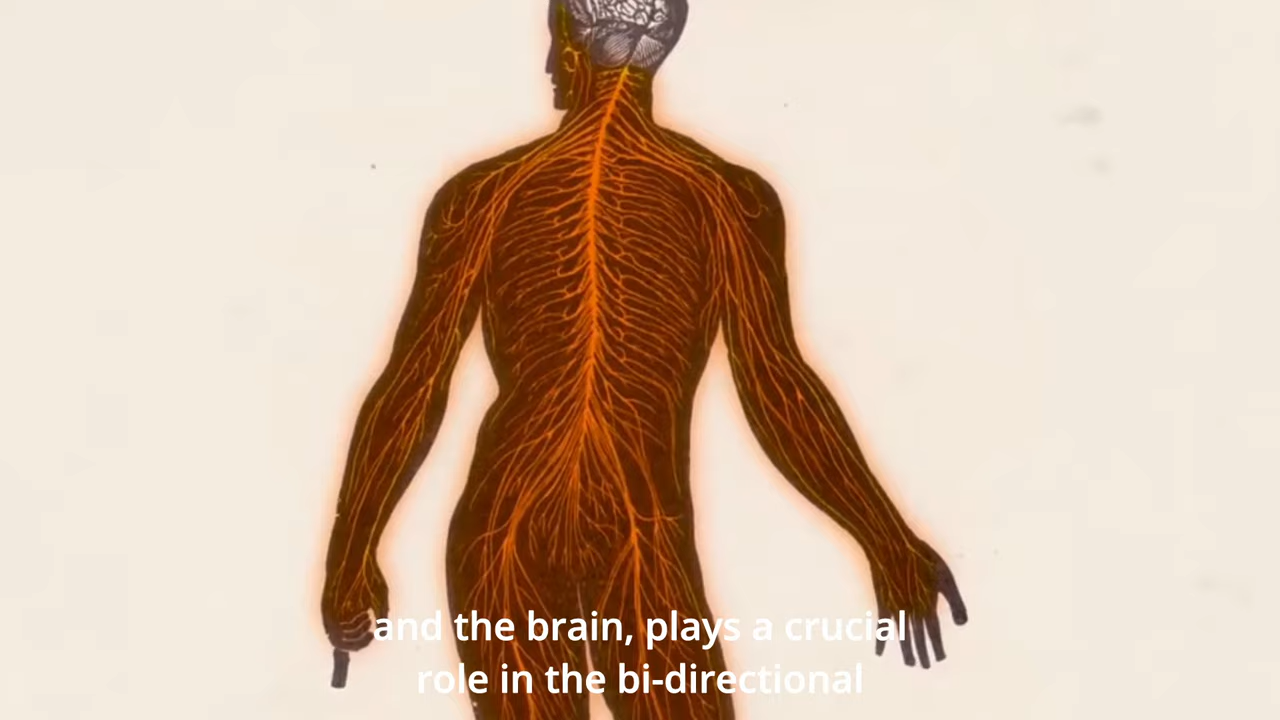 and the brain, plays a crucial
role in the bi-directional